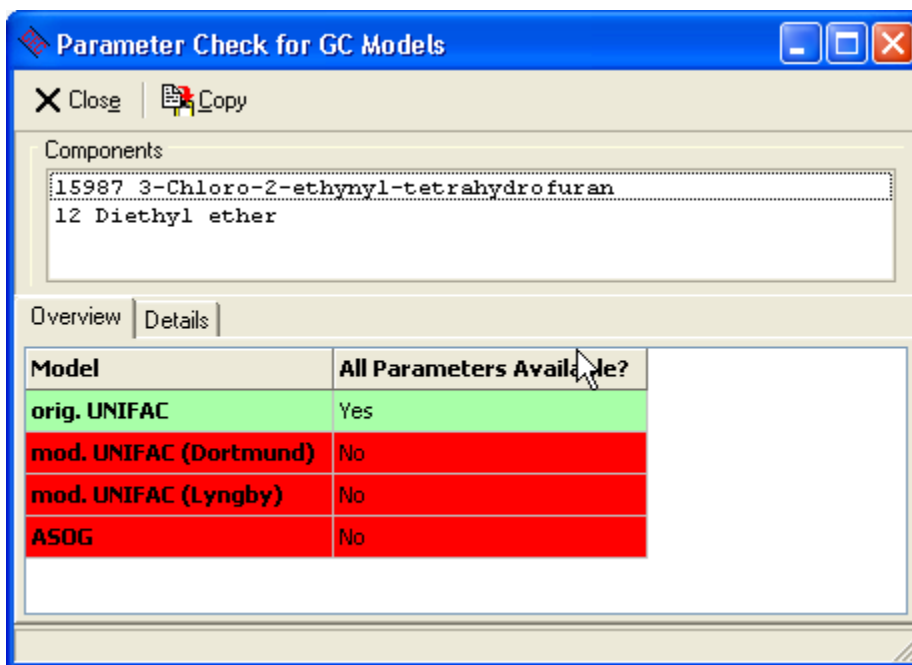 Parameter Check for GC Models
Close Copy
Components
15987 3-Chloro-2-ethynyl-tetrahydrofuran
12 Diethyl ether
Overview Details
Model All Parameters Available?
orig. UNIFAC Yes
mod. UNIFAC (Dortmund) No
mod. UNIFAC (Lyngby) No
ASOG No